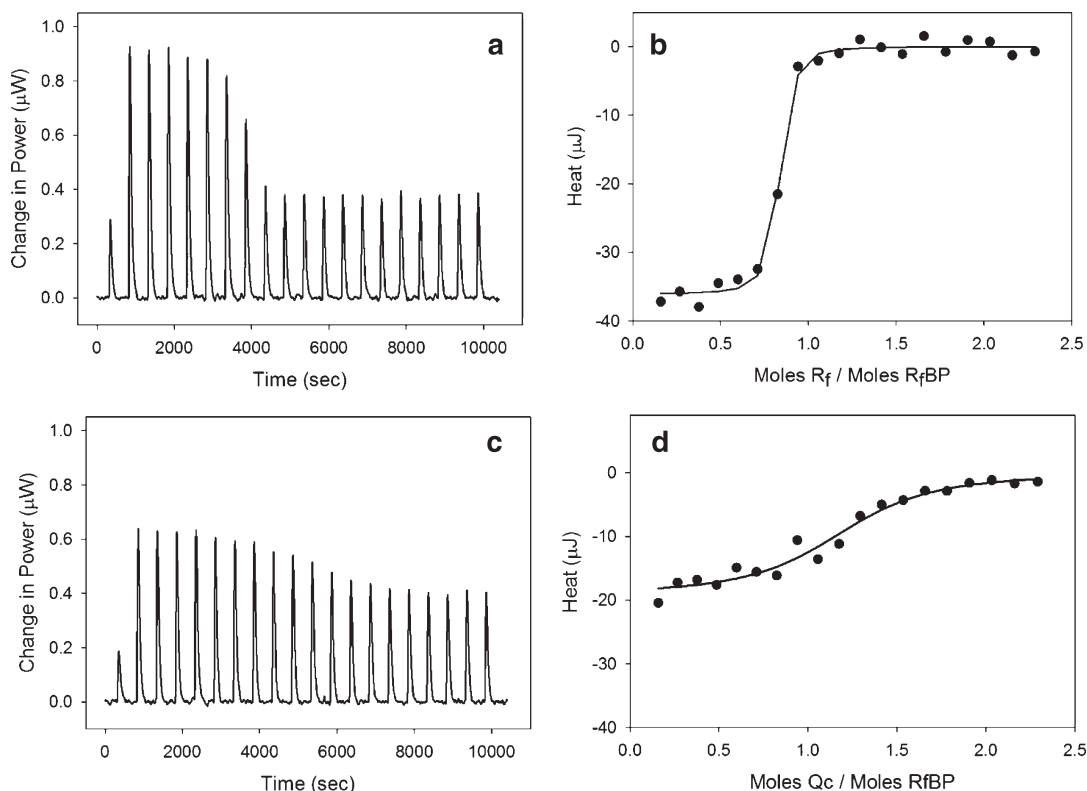 a
1.0
0.8
0.6
0.4
0.2
0.0
Change in Power (μW)
0 2000 4000 6000 8000 10000
Time (sec)
b
0
-10
-20
-30
-40
Heat (μJ)
0.0 0.5 1.0 1.5 2.0 2.5
Moles Rf / Moles RfBP
c
1.0
0.8
0.6
0.4
0.2
0.0
Change in Power (μW)
0 2000 4000 6000 8000 10000
Time (sec)
d
0
-10
-20
-30
-40
Heat (μJ)
0.0 0.5 1.0 1.5 2.0 2.5
Moles Qc / Moles RfBP